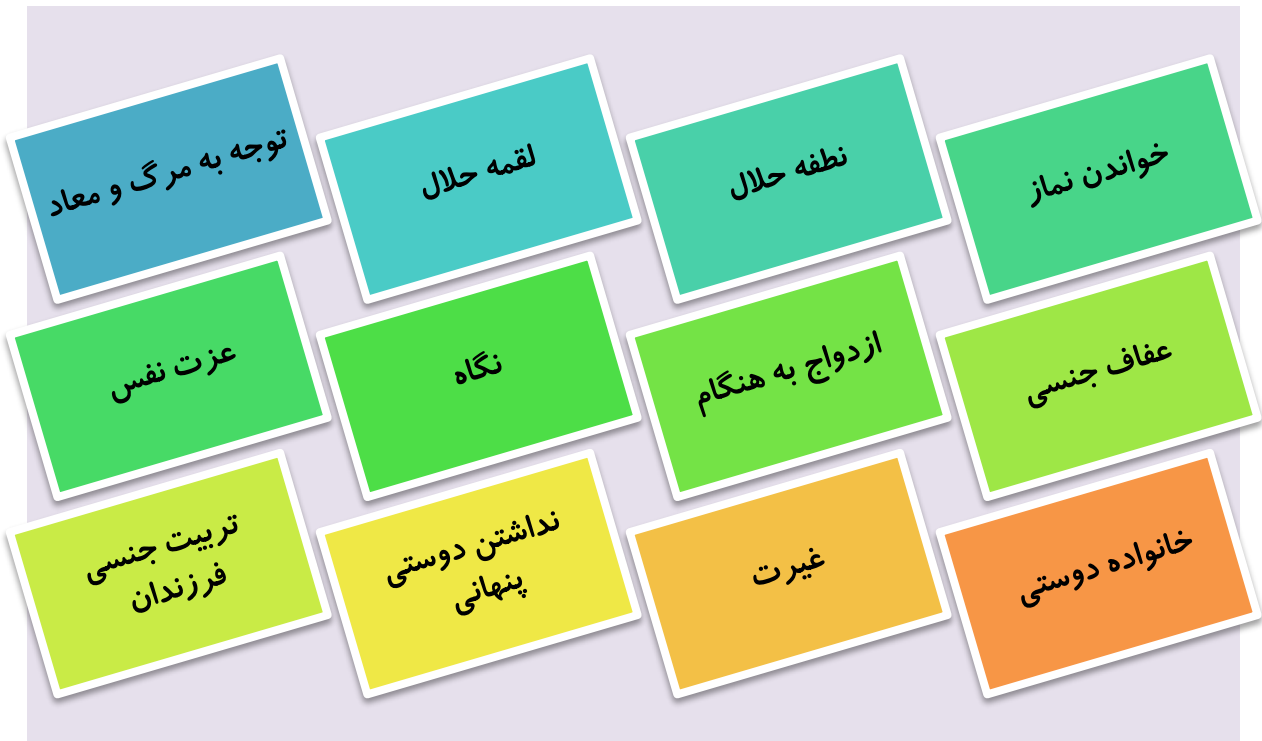 خواندن نماز
نطفه حلال
لقمه حلال
توجه به مرگ و معاد
عفاف جنسی
ازدواج به هنگام
نگاه
عزت نفس
خانواده دوستی
غیرت
نداشتن دوستی
پنهانی
تربیت جنسی
فرزندان